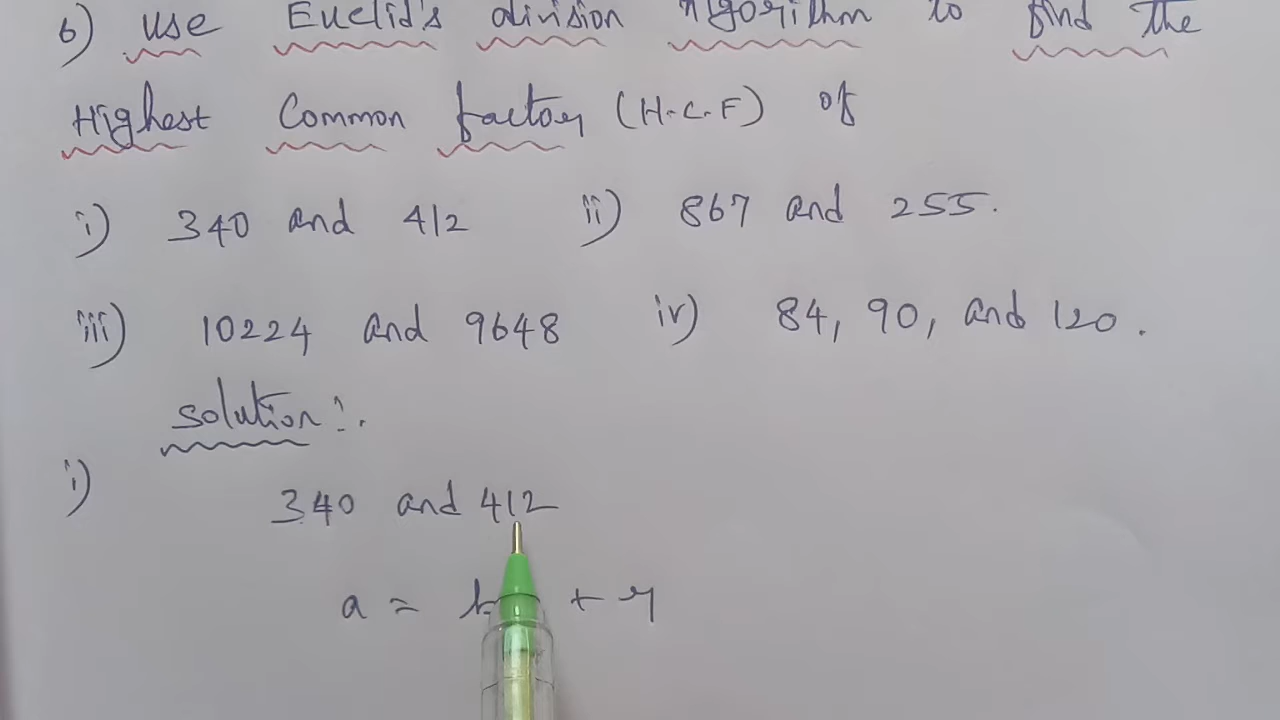 6) use Euclid's division Algorithm to find the
Highest Common factor (H.C.F) of
i) 340 and 412 ii) 867 and 255.
iii) 10224 and 9648 iv) 84, 90, and 120.
solution:.
i) 340 and 412
a = b + r